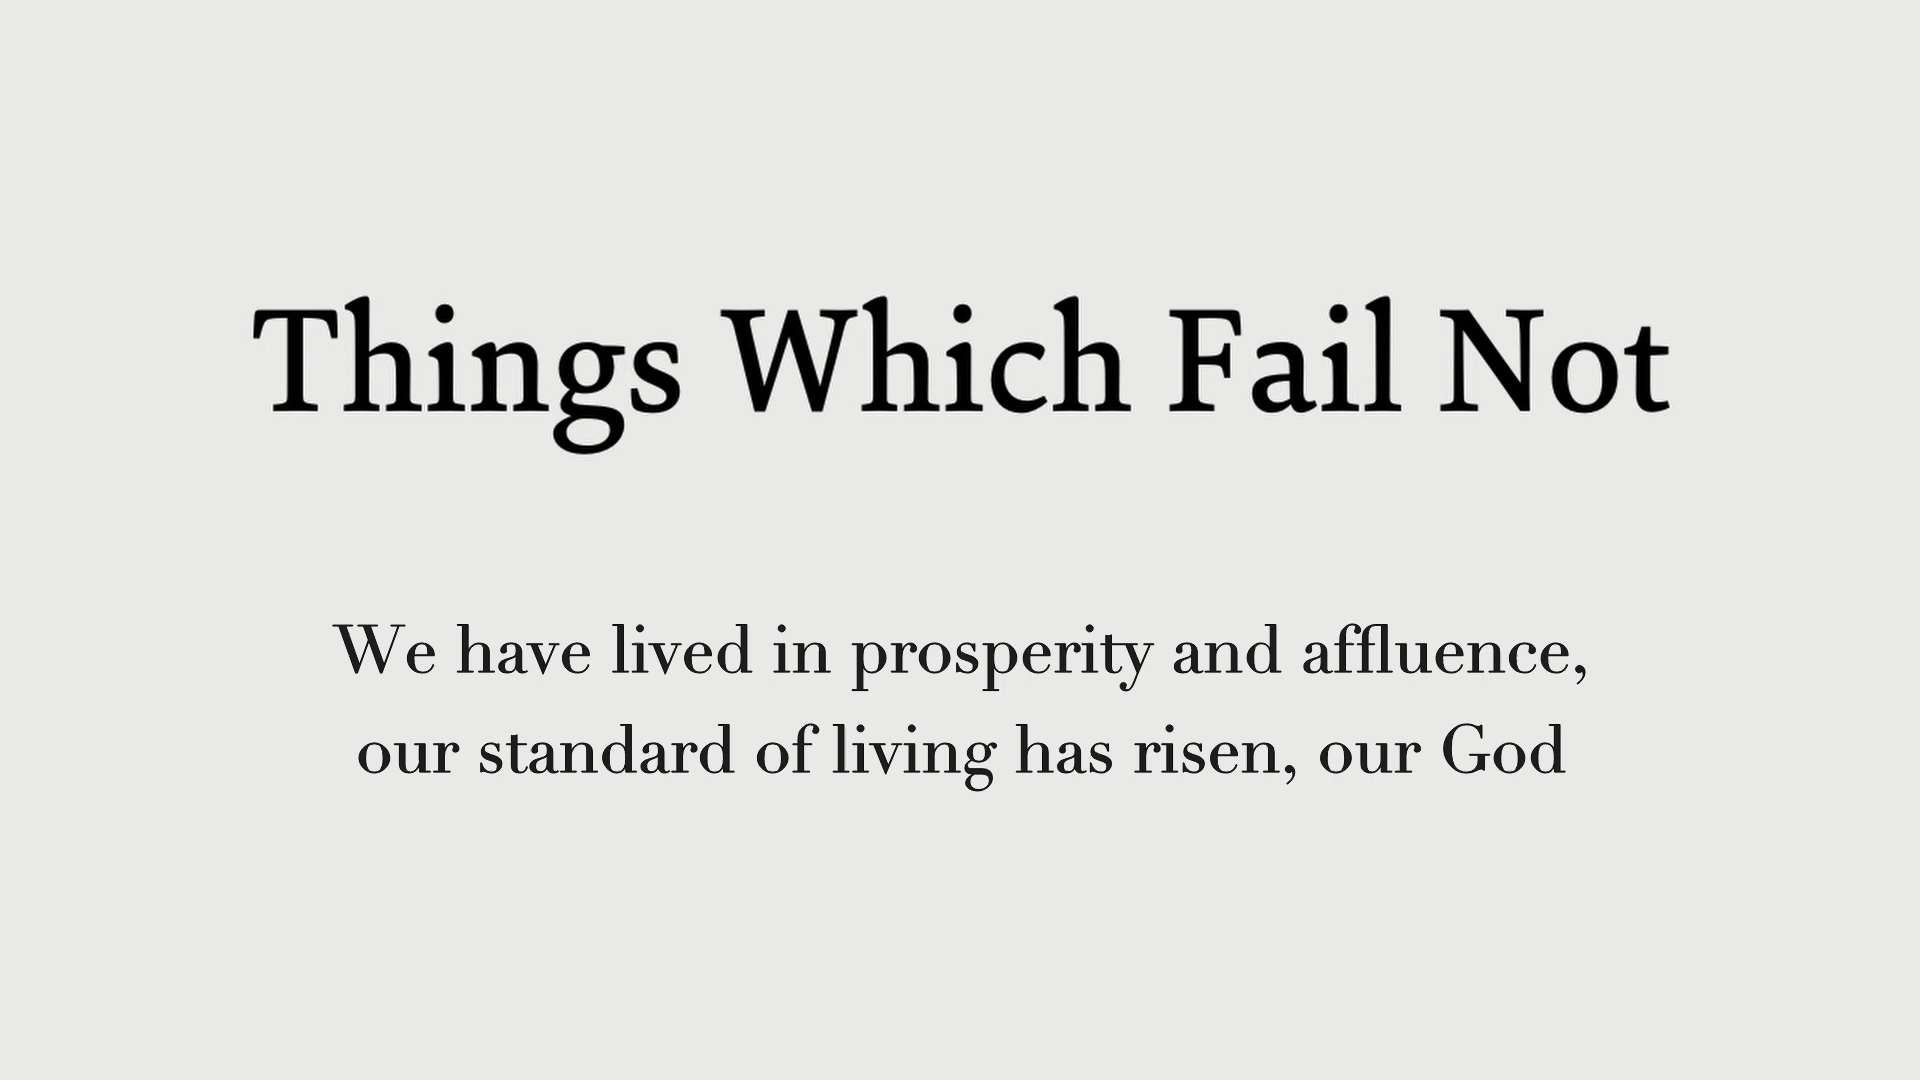 Things Which Fail Not
We have lived in prosperity and affluence,
our standard of living has risen, our God